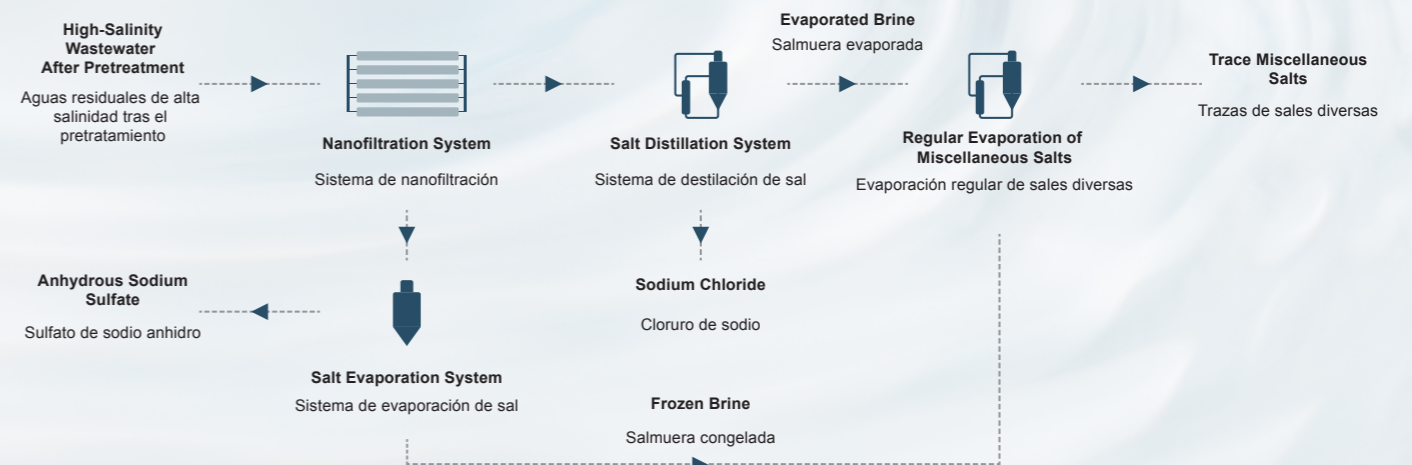 High-Salinity
Wastewater
After Pretreatment
Aguas residuales de alta
salinidad tras el
pretratamiento
Nanofiltration System
Sistema de nanofiltración
Salt Distillation System
Sistema de destilación de sal
Evaporated Brine
Salmuera evaporada
Regular Evaporation of
Miscellaneous Salts
Evaporación regular de sales diversas
Trace Miscellaneous
Salts
Trazas de sales diversas
Anhydrous Sodium
Sulfate
Sulfato de sodio anhidro
Salt Evaporation System
Sistema de evaporación de sal
Sodium Chloride
Cloruro de sodio
Frozen Brine
Salmuera congelada